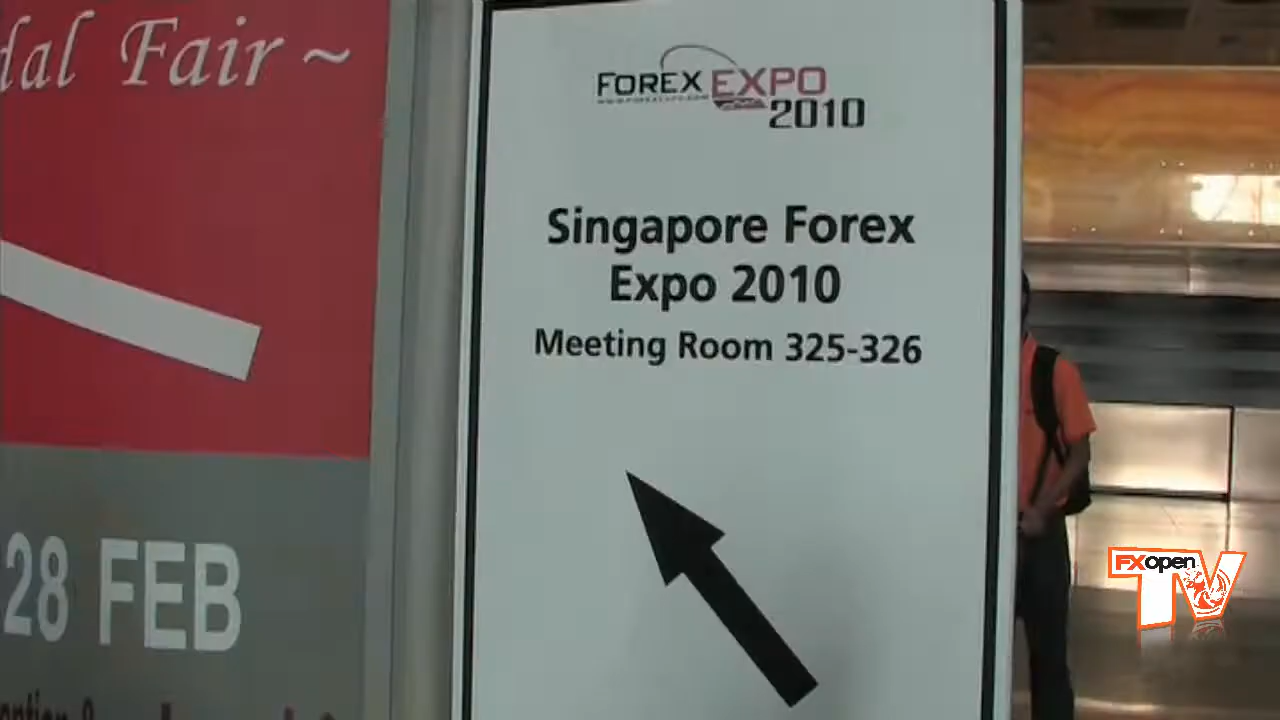 dal Fair ~
28 FEB
FOREX EXPO
2010
Singapore Forex
Expo 2010
Meeting Room 325-326
FXopen
TV